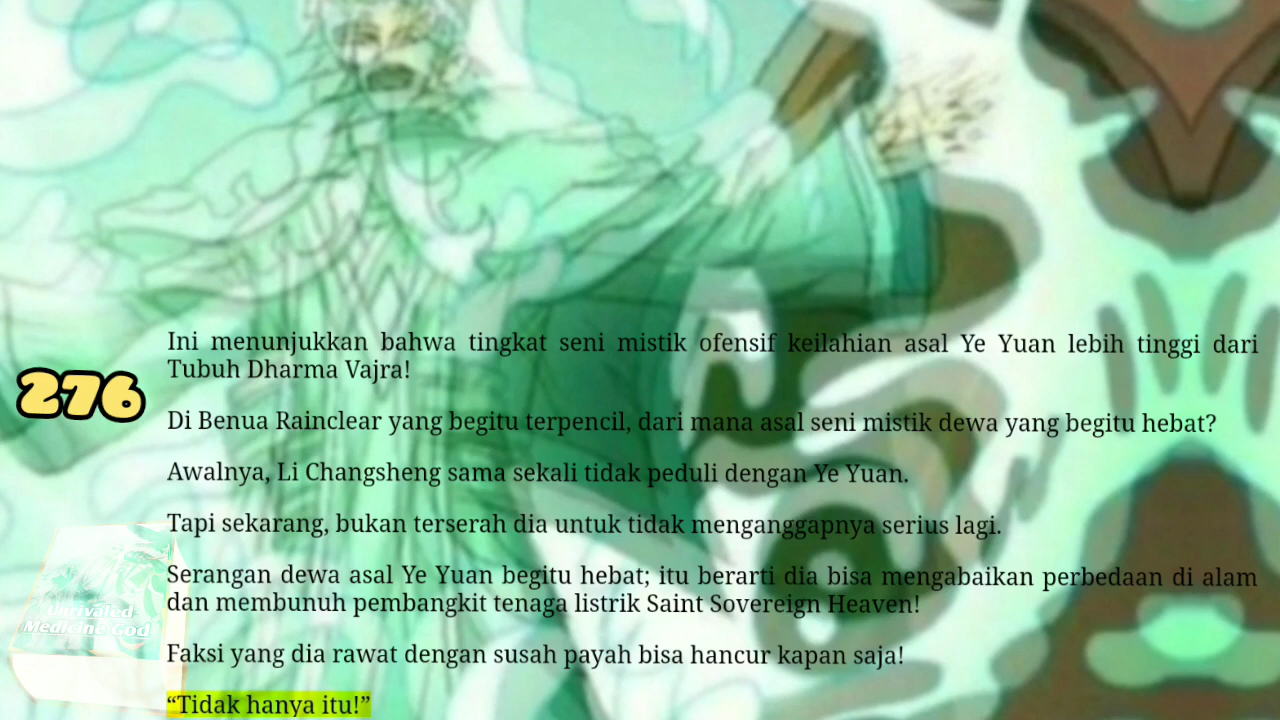 Ini menunjukkan bahwa tingkat seni mistik ofensif keilahian asal Ye Yuan lebih tinggi dari
Tubuh Dharma Vajra!
276
Di Benua Rainclear yang begitu terpencil, dari mana asal seni mistik dewa yang begitu hebat?
Awalnya, Li Changsheng sama sekali tidak peduli dengan Ye Yuan.
Tapi sekarang, bukan terserah dia untuk tidak menganggapnya serius lagi.
Serangan dewa asal Ye Yuan begitu hebat; itu berarti dia bisa mengabaikan perbedaan di alam
dan membunuh pembangkit tenaga listrik Saint Sovereign Heaven!
Unrivaled
Medicine God
Faksi yang dia rawat dengan susah payah bisa hancur kapan saja!
“Tidak hanya itu!”